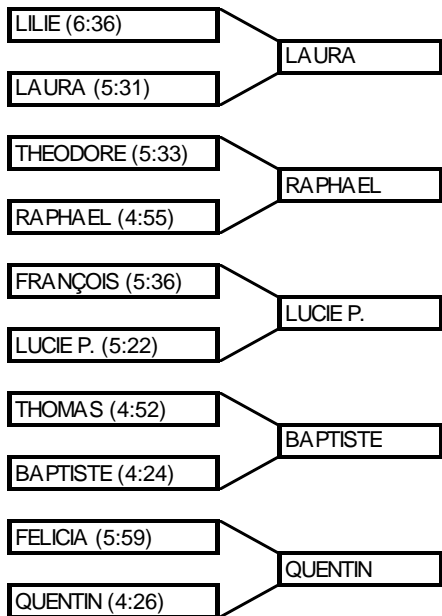 LILIE (6:36)
LAURA
LAURA (5:31)
THEODORE (5:33)
RAPHAEL
RAPHAEL (4:55)
FRANÇOIS (5:36)
LUCIE P.
LUCIE P. (5:22)
THOMAS (4:52)
BAPTISTE
BAPTISTE (4:24)
FELICIA (5:59)
QUENTIN
QUENTIN (4:26)